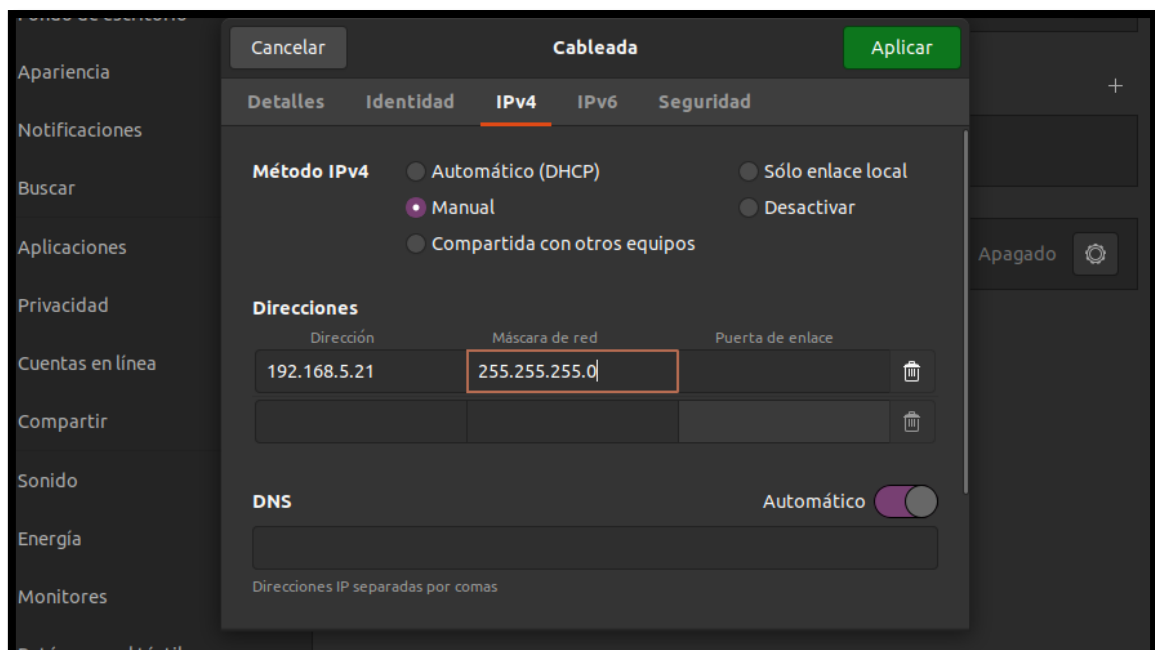 Cancelar
Cableada
Aplicar
Detalles
Identidad
IPv4
IPv6
Seguridad
Método IPv4
Automático (DHCP)
Sólo enlace local
Manual
Desactivar
Compartida con otros equipos
Direcciones
Dirección
Máscara de red
Puerta de enlace
192.168.5.21
255.255.255.0
DNS
Automático
Direcciones IP separadas por comas
Apariencia
Notificaciones
Buscar
Aplicaciones
Privacidad
Cuentas en línea
Compartir
Sonido
Energía
Monitores
Apagado